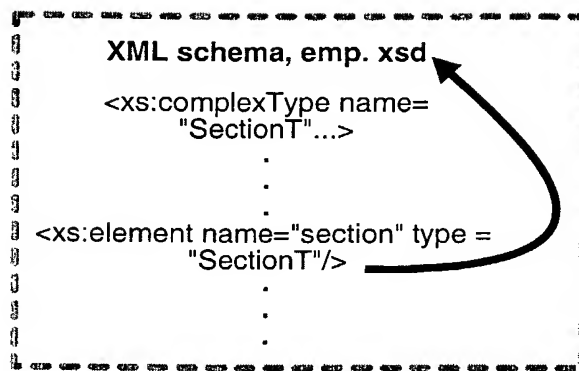 XML schema, emp. xsd
<xs:complexType name=
"SectionT"...>
.
.
.
<xs:element name="section" type =
"SectionT"/>
.
.
.